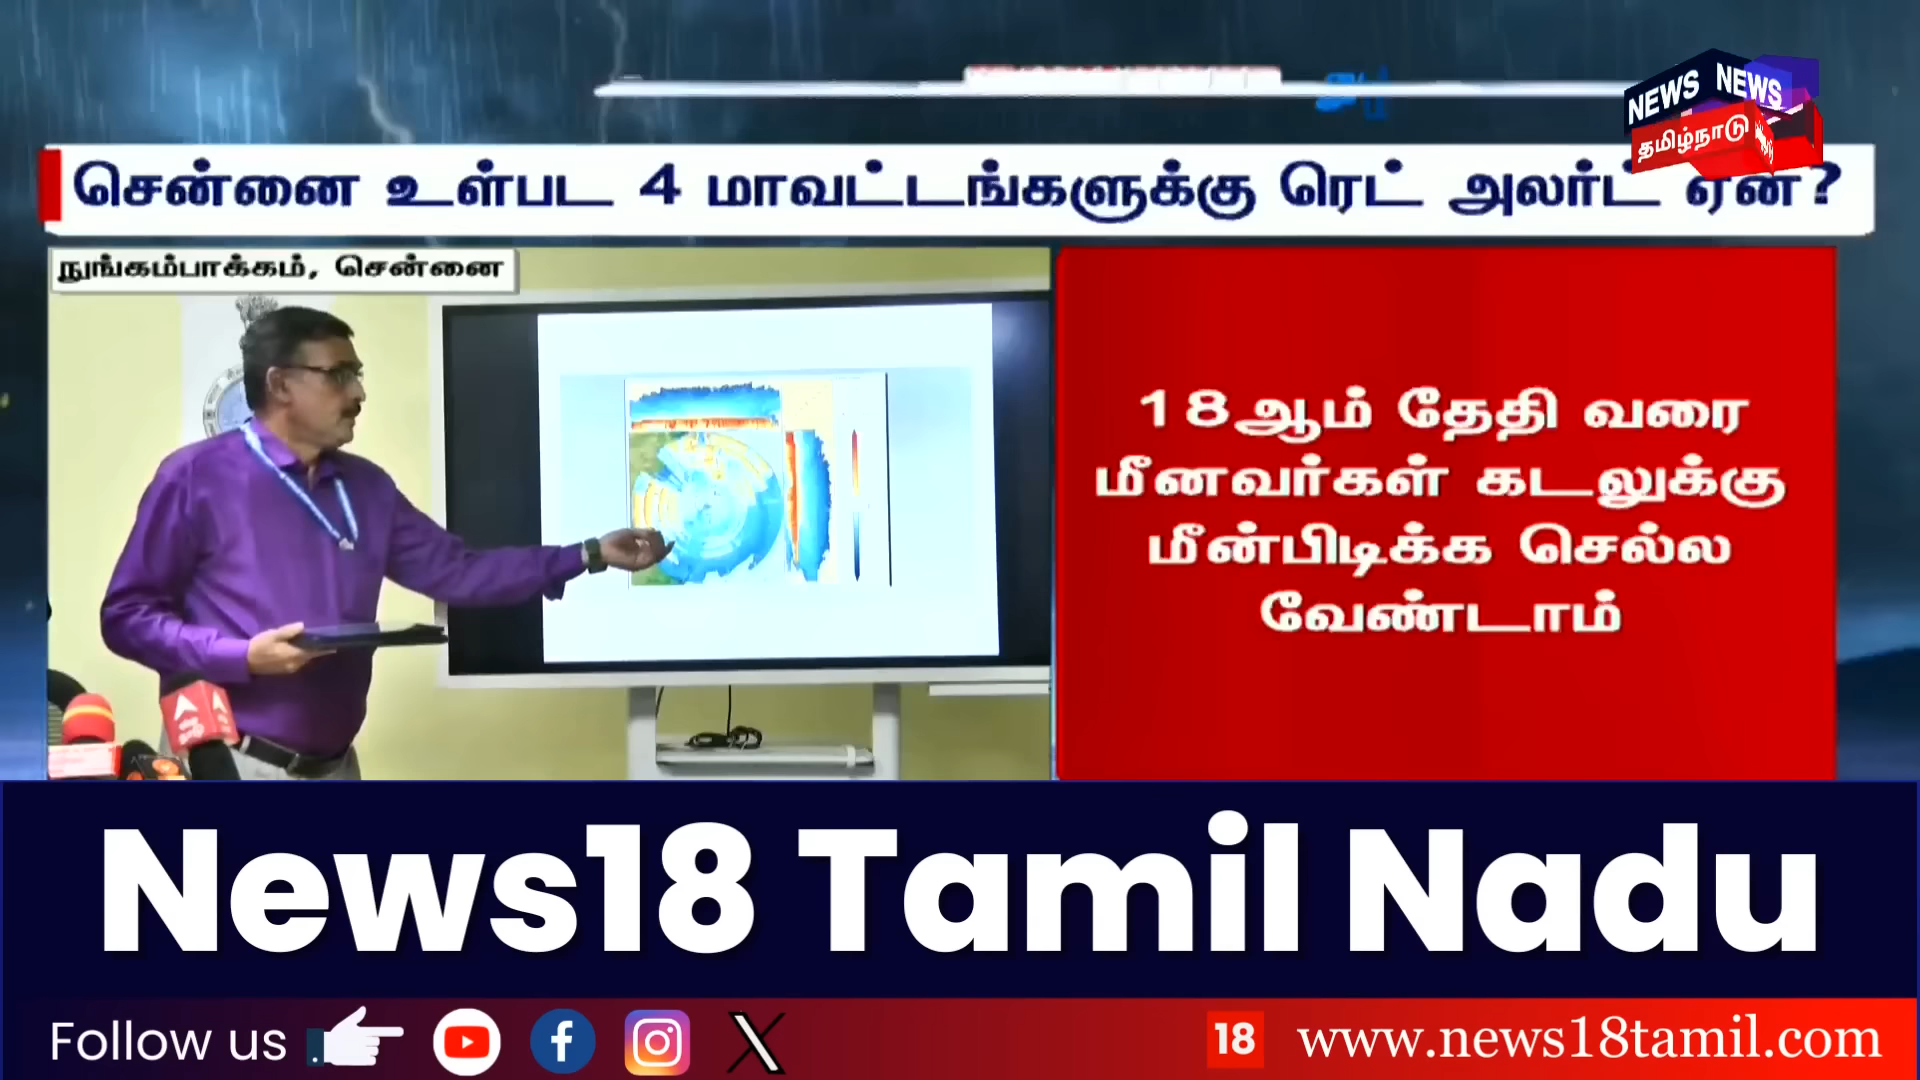 NEWS NEWS
தமிழ்நாடு
சென்னை உள்பட 4 மாவட்டங்களுக்கு ரெட் அலர்ட் ஏன்?
நுங்கம்பாக்கம், சென்னை
18ஆம் தேதி வரை
மீனவர்கள் கடலுக்கு
மீன்பிடிக்க செல்ல
வேண்டாம்
News18 Tamil Nadu
Follow us
18 www.news18tamil.com